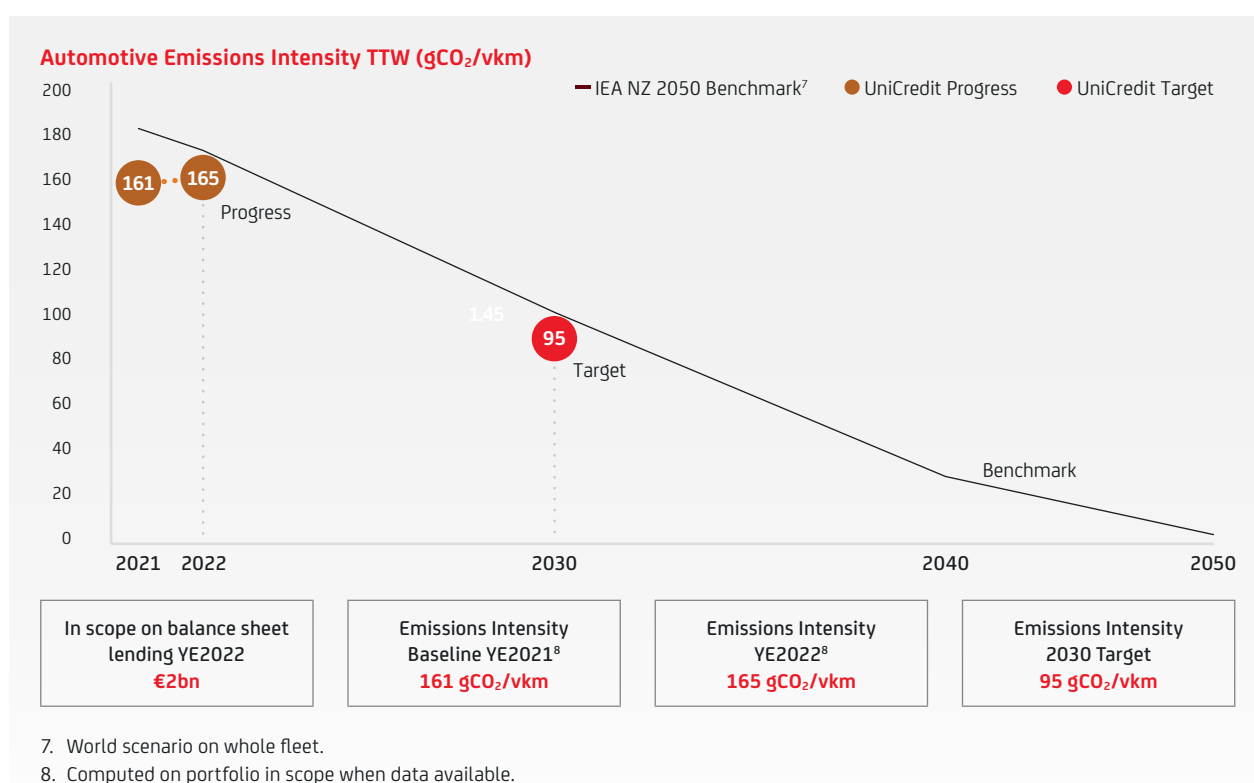 Automotive Emissions Intensity TTW (gCO₂/vkm)
IEA NZ 2050 Benchmark⁷
UniCredit Progress
UniCredit Target
200
180
160
140
120
100
80
60
40
20
0
161
165
Progress
1.45
95
Target
Benchmark
2021
2022
2030
2040
2050
In scope on balance sheet
lending YE2022
€2bn
Emissions Intensity
Baseline YE2021⁸
161 gCO₂/vkm
Emissions Intensity
YE2022⁸
165 gCO₂/vkm
Emissions Intensity
2030 Target
95 gCO₂/vkm
7. World scenario on whole fleet.
8. Computed on portfolio in scope when data available.